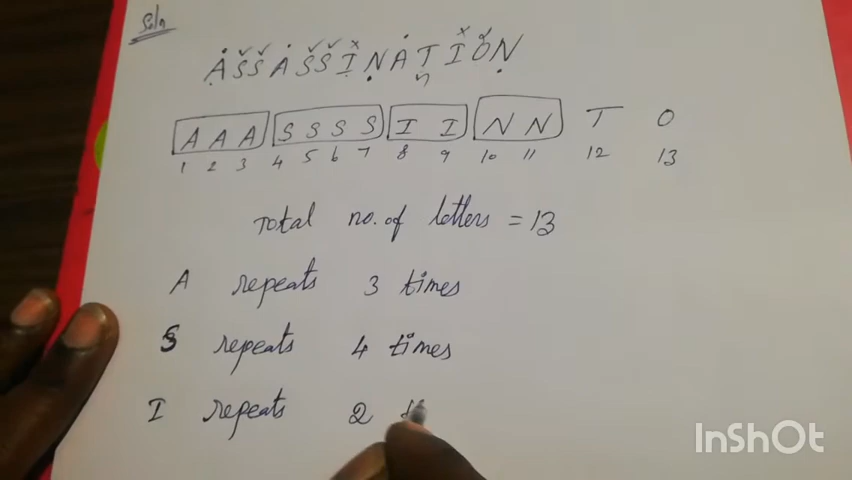 Soln
ASSASSINATION
A A A S S S S I I N N T O
1 2 3 4 5 6 7 8 9 10 11 12 13
Total no. of letters = 13
A repeats 3 times
S repeats 4 times
I repeats 2
InShOt